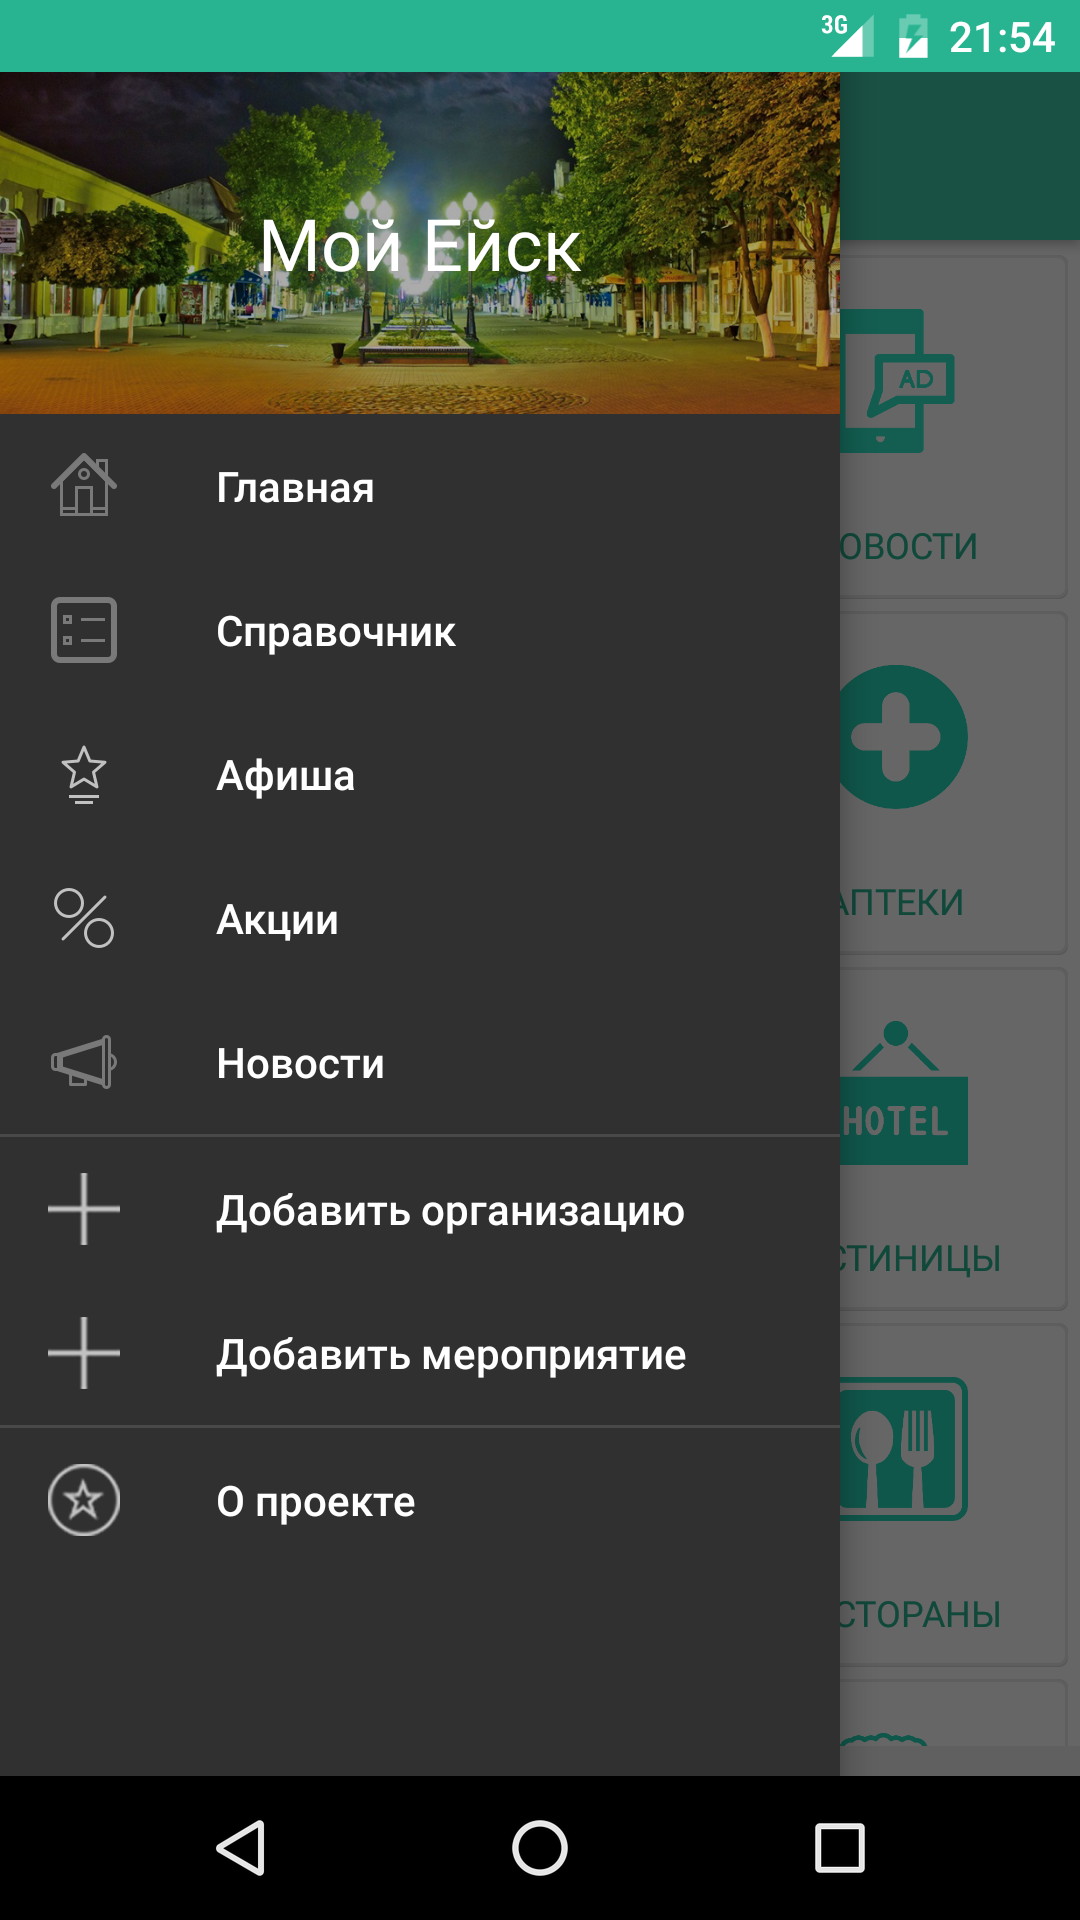 3G 21:54
Мой Ейск
AD
Главная
ОВОСТИ
Справочник
Афиша
АПТЕКИ
Акции
Новости
HOTEL
Добавить организацию
СТИНИЦЫ
Добавить мероприятие
О проекте
СТОРАНЫ